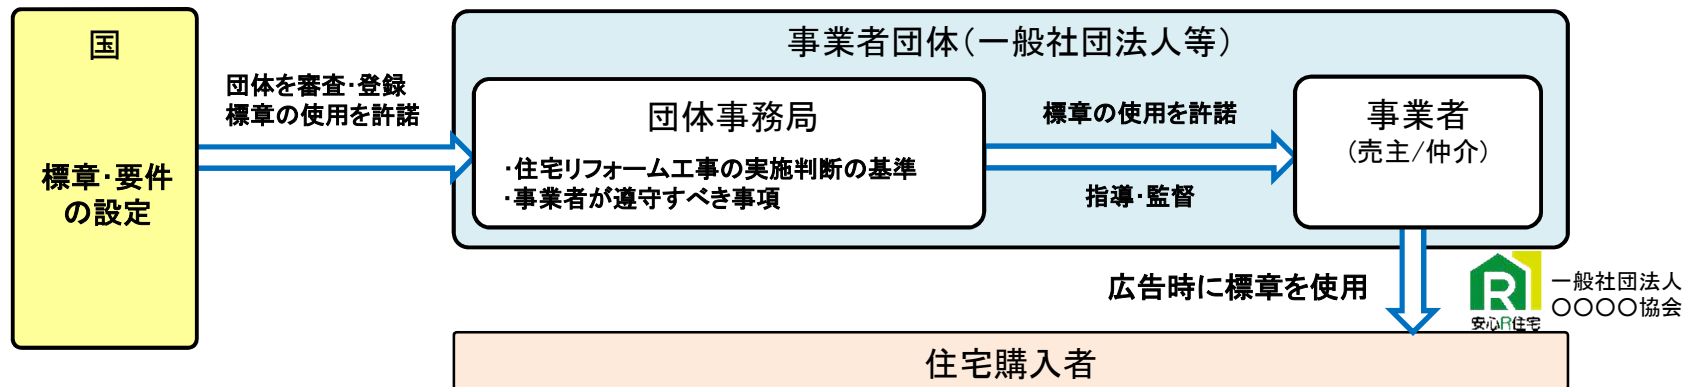 国
標章・要件
の設定
団体を審査・登録
標章の使用を許諾
事業者団体（一般社団法人等）
団体事務局
・住宅リフォーム工事の実施判断の基準
・事業者が遵守すべき事項
標章の使用を許諾
指導・監督
事業者
(売主/仲介)
広告時に標章を使用
R
安心R住宅
一般社団法人
〇〇〇〇協会
住宅購入者